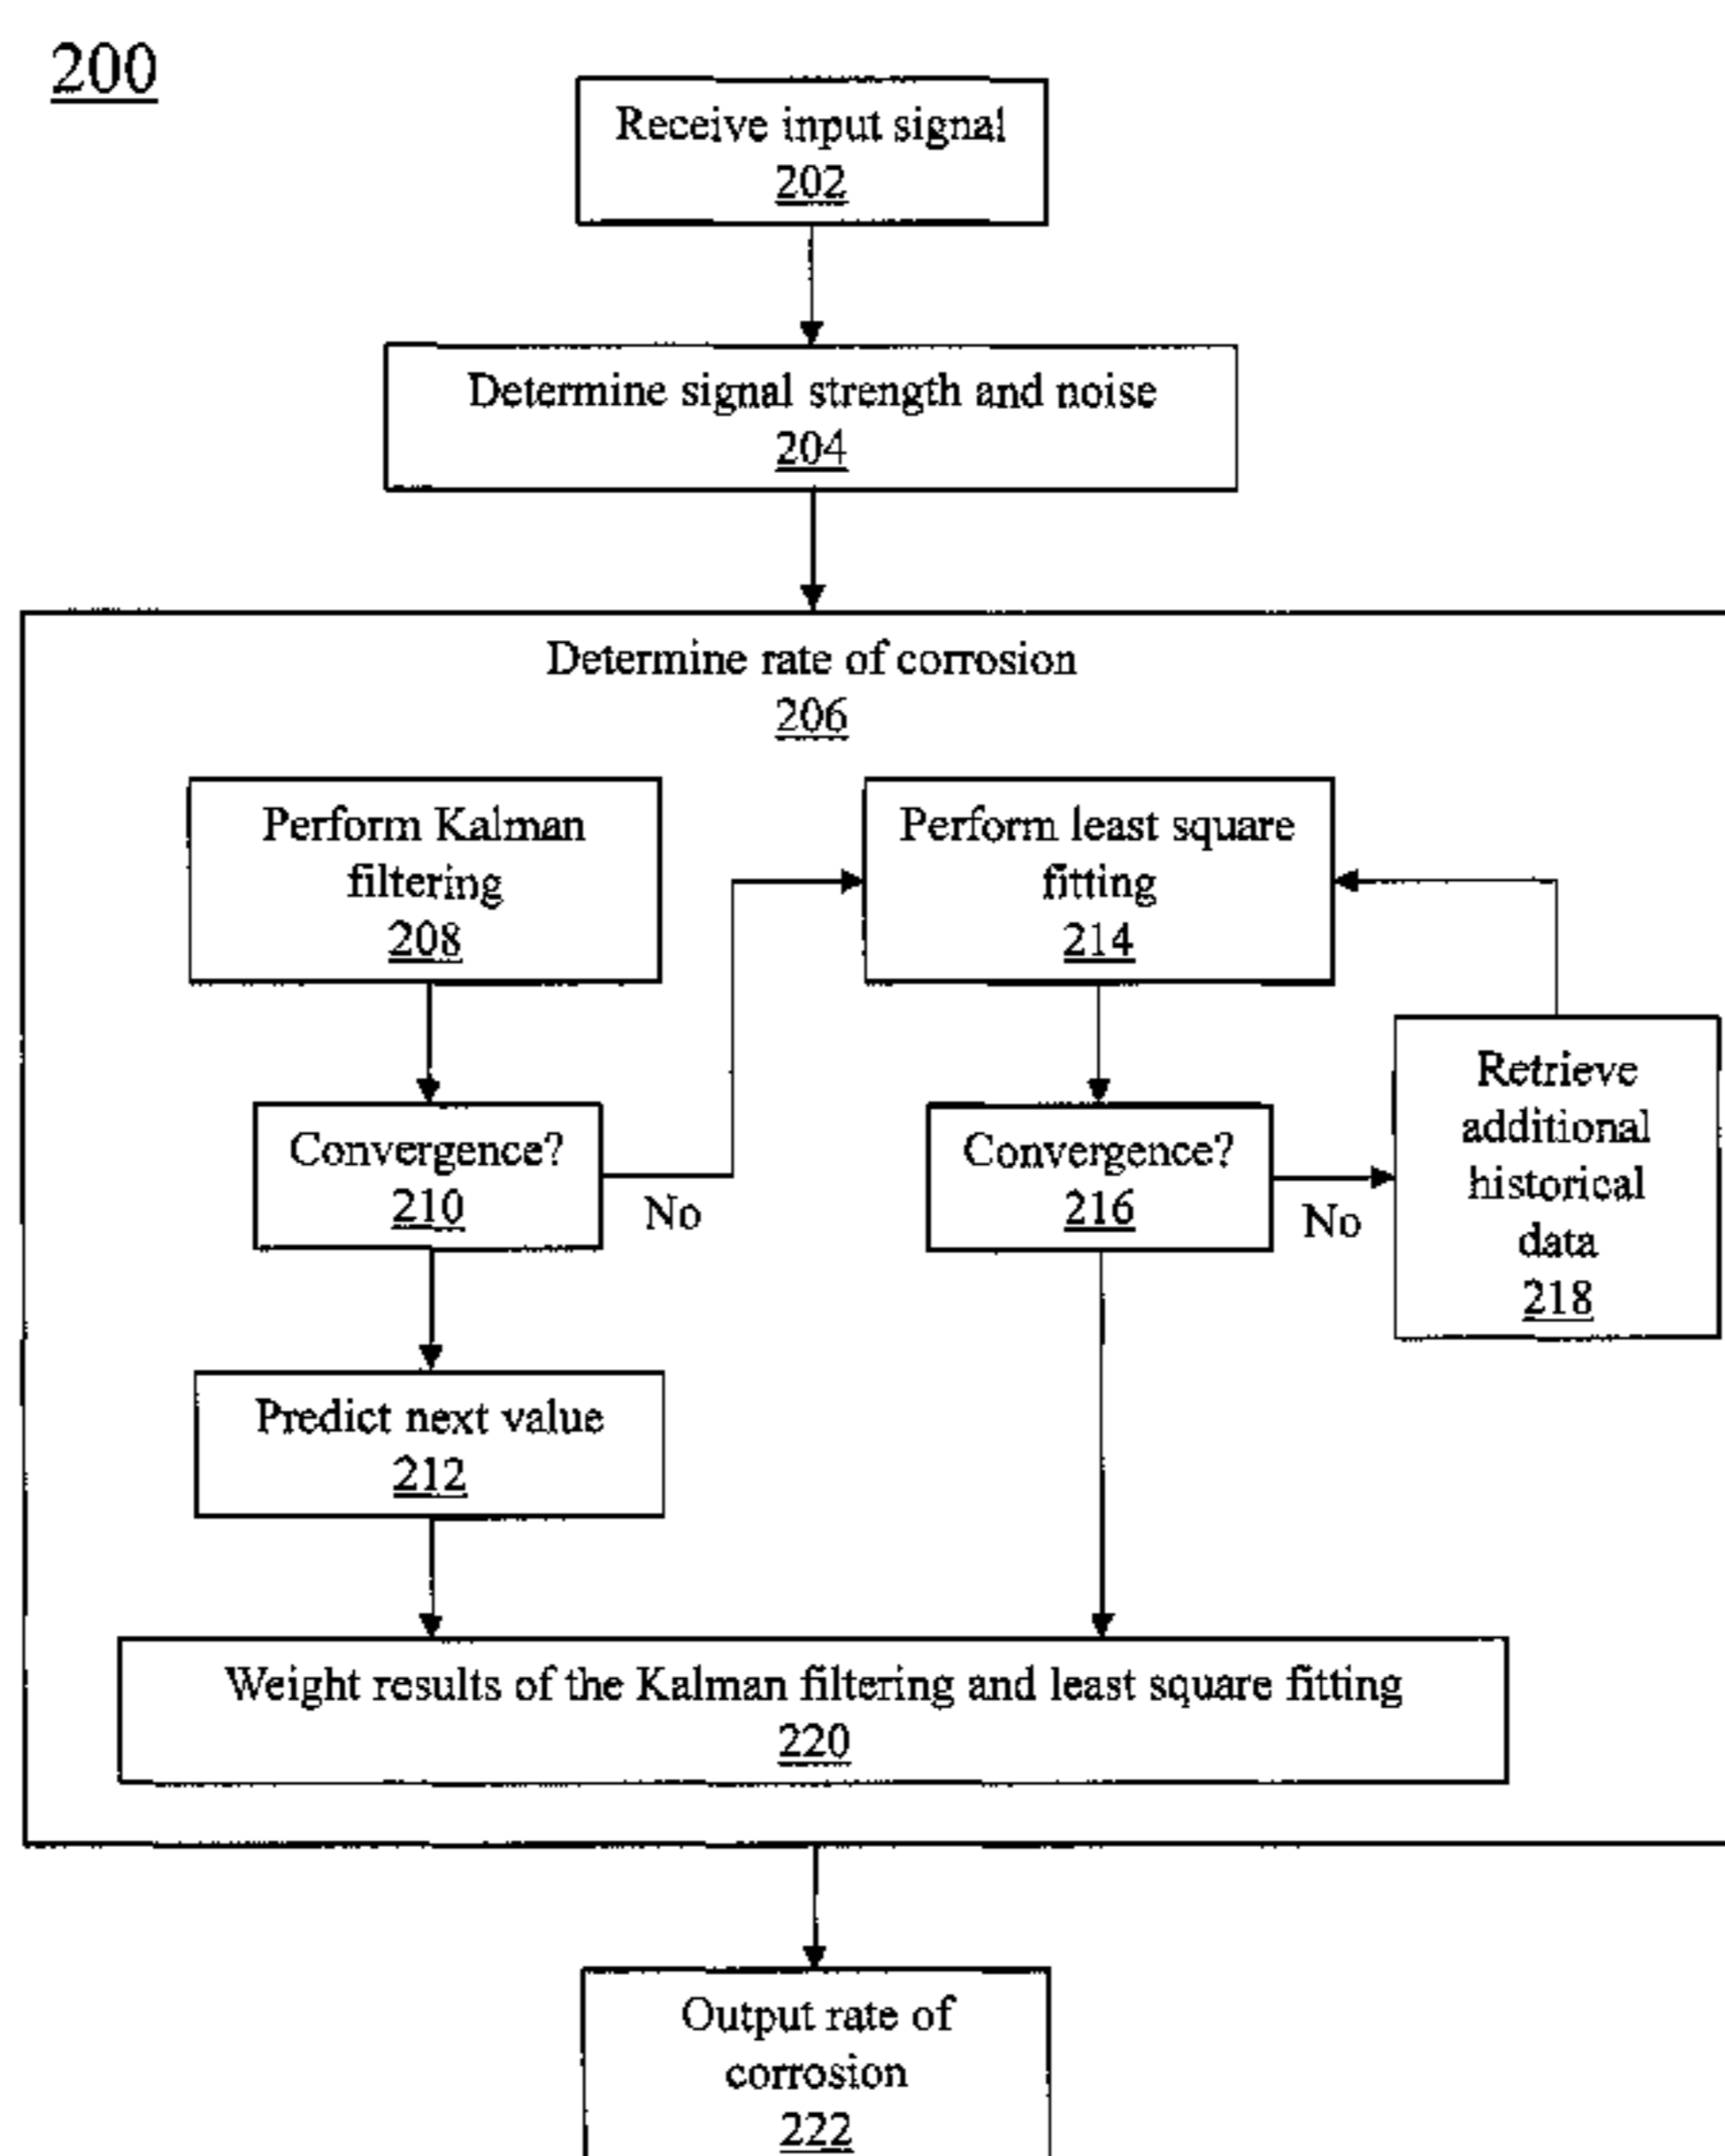 200
Receive input signal
202
Determine signal strength and noise
204
Determine rate of corrosion
206
Perform Kalman
filtering
208
Perform least square
fitting
214
Convergence?
210
No
Convergence?
216
No
Retrieve
additional
historical
data
218
Predict next value
212
Weight results of the Kalman filtering and least square fitting
220
Output rate of
corrosion
222